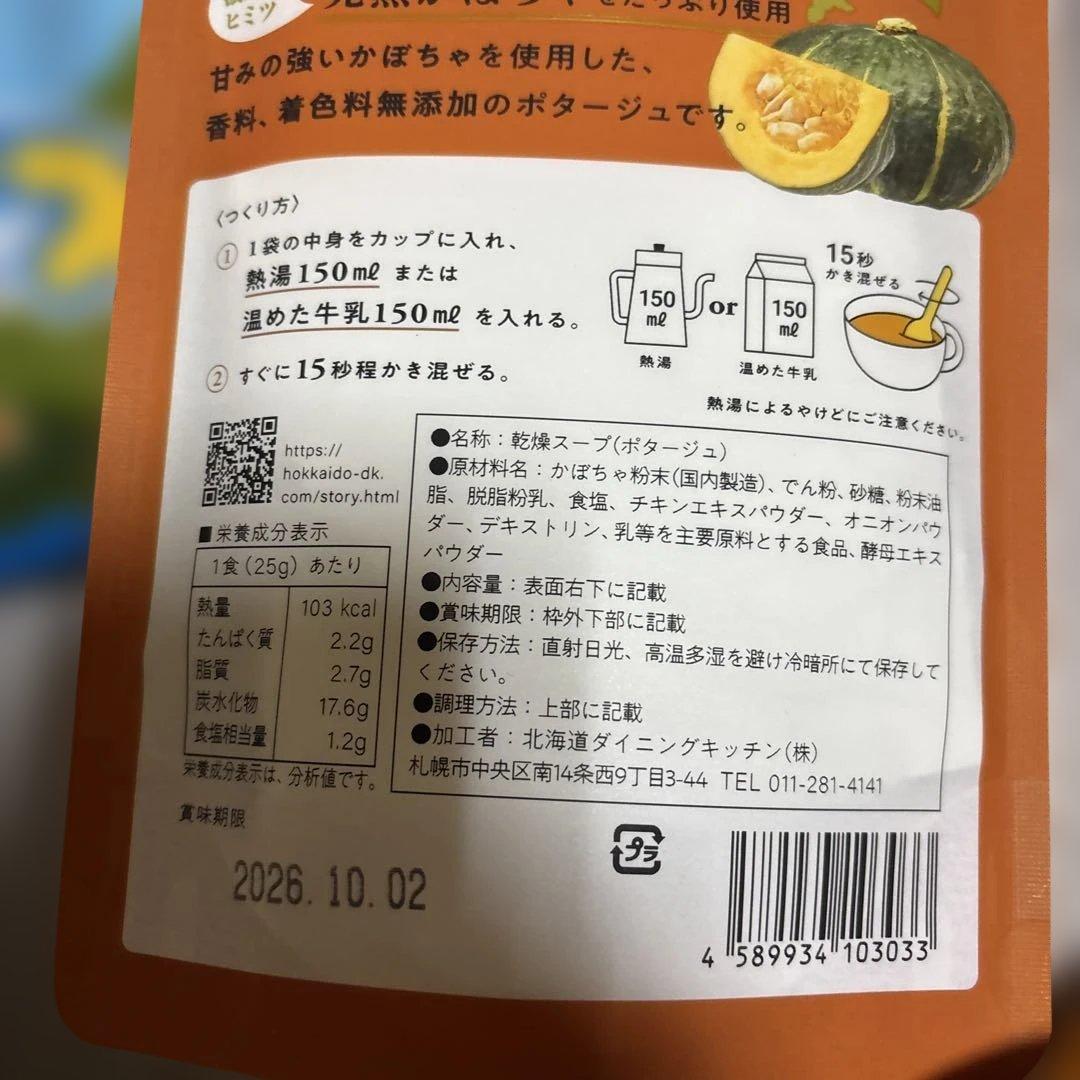 ヒミツ
使用
甘みの強いかぼちゃを使用した、
香料、着色料無添加のポタージュです。
〈つくり方〉
① 1袋の中身をカップに入れ、
熱湯150㎖ または
温めた牛乳150㎖ を入れる。
② すぐに15秒程かき混ぜる。
150
㎖
熱湯
or
150
㎖
温めた牛乳
15秒
かき混ぜる
熱湯によるやけどにご注意ください。
https://
hokkaido-dk.
com/story.html
■栄養成分表示
1食(25g) あたり
熱量 103 kcal
たんぱく質 2.2g
脂質 2.7g
炭水化物 17.6g
食塩相当量 1.2g
栄養成分表示は、分析値です。
●名称：乾燥スープ(ポタージュ)
●原材料名：かぼちゃ粉末(国内製造)、でん粉、砂糖、粉末油
脂、脱脂粉乳、食塩、チキンエキスパウダー、オニオンパウ
ダー、デキストリン、乳等を主要原料とする食品、酵母エキス
パウダー
●内容量：表面右下に記載
●賞味期限：枠外下部に記載
●保存方法：直射日光、高温多湿を避け冷暗所にて保存して
ください。
●調理方法：上部に記載
●加工者：北海道ダイニングキッチン(株)
札幌市中央区南14条西9丁目3-44 TEL 011-281-4141
賞味期限
2026.10.02
プラ
4 589934 103033